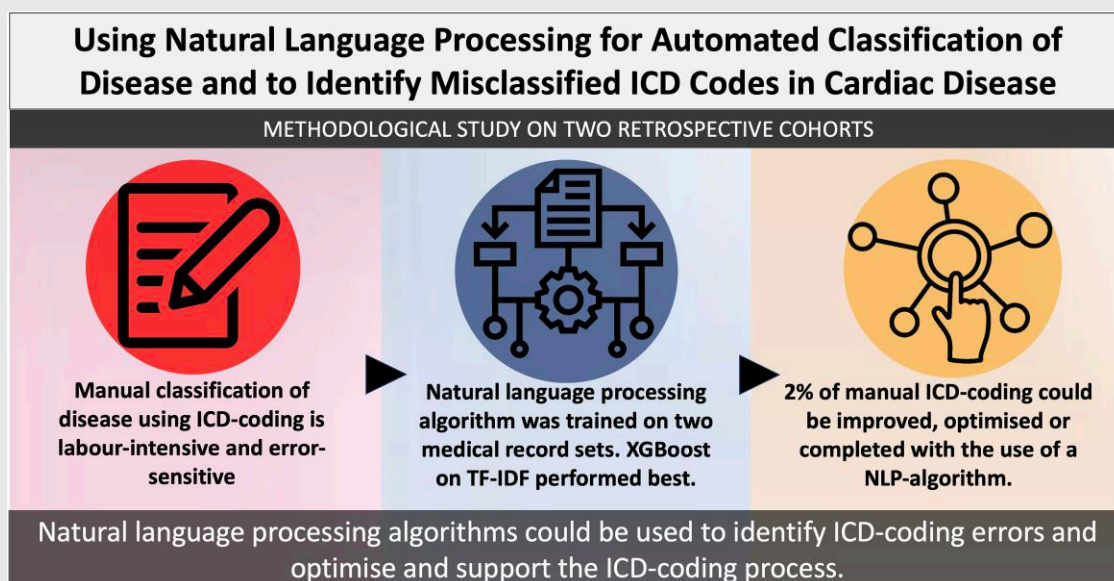 Using Natural Language Processing for Automated Classification of
Disease and to Identify Misclassified ICD Codes in Cardiac Disease
METHODOLOGICAL STUDY ON TWO RETROSPECTIVE COHORTS
Manual classification of
disease using ICD-coding is
labour-intensive and error-
sensitive
Natural language processing
algorithm was trained on two
medical record sets. XGBoost
on TF-IDF performed best.
2% of manual ICD-coding could
be improved, optimised or
completed with the use of a
NLP-algorithm.
Natural language processing algorithms could be used to identify ICD-coding errors and
optimise and support the ICD-coding process.